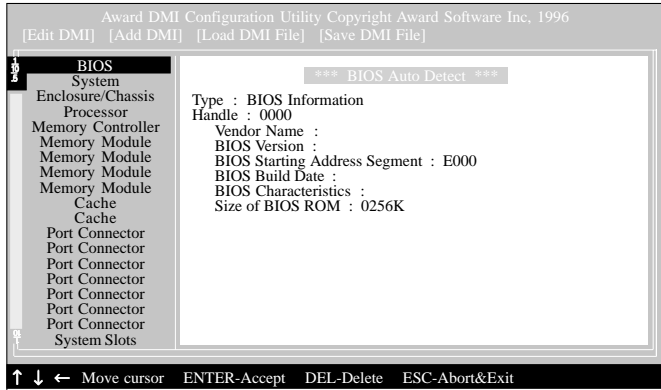 Award DMI Configuration Utility Copyright Award Software Inc, 1996
[Edit DMI] [Add DMI] [Load DMI File] [Save DMI File]
BIOS
System
Enclosure/Chassis
Processor
Memory Controller
Memory Module
Memory Module
Memory Module
Memory Module
Cache
Cache
Port Connector
Port Connector
Port Connector
Port Connector
Port Connector
Port Connector
Port Connector
System Slots
*** BIOS Auto Detect ***
Type : BIOS Information
Handle : 0000
Vendor Name :
BIOS Version :
BIOS Starting Address Segment : E000
BIOS Build Date :
BIOS Characteristics :
Size of BIOS ROM : 0256K
↑ ↓ ← Move cursor ENTER-Accept DEL-Delete ESC-Abort&Exit